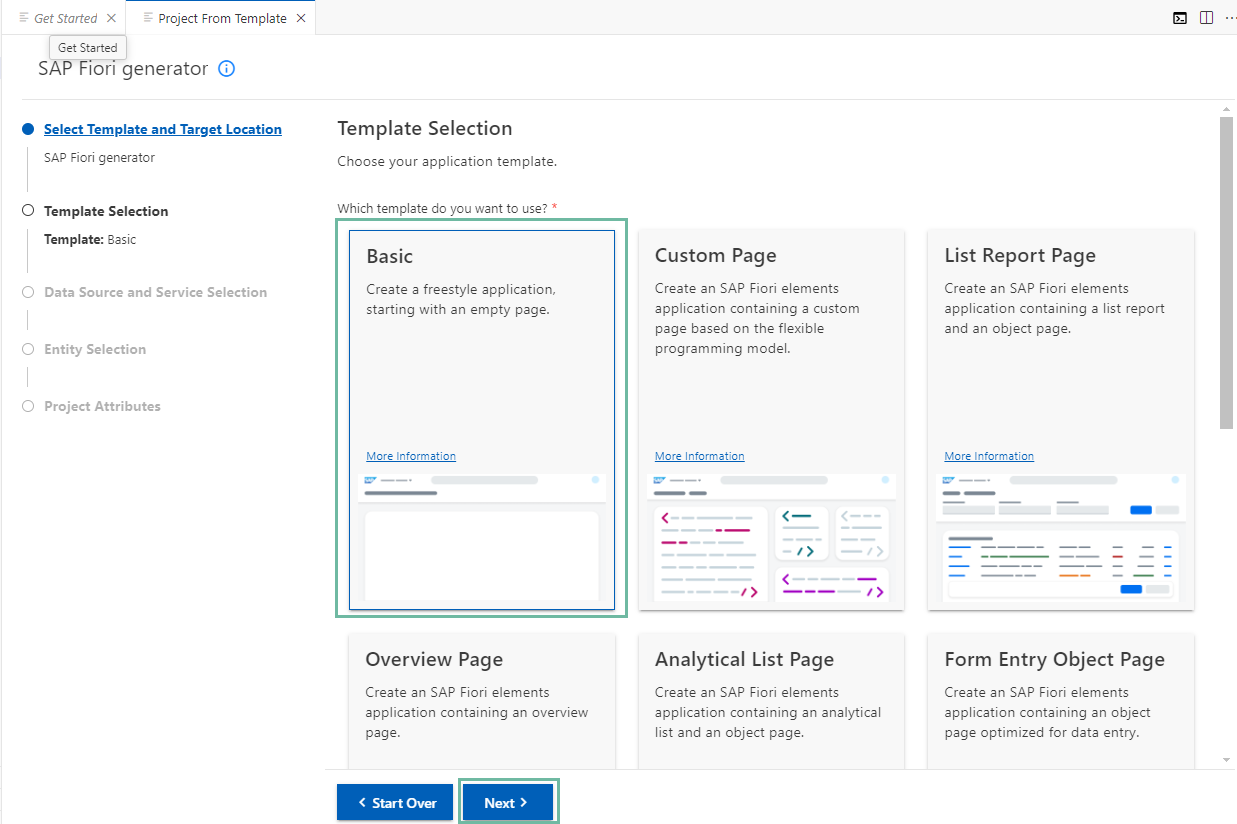 Get Started
Project From Template
Get Started
SAP Fiori generator
Select Template and Target Location
SAP Fiori generator
Template Selection
Template: Basic
Data Source and Service Selection
Entity Selection
Project Attributes
Template Selection
Choose your application template.
Which template do you want to use? *
Basic
Create a freestyle application,
starting with an empty page.
More Information
SAP
Custom Page
Create an SAP Fiori elements
application containing a custom
page based on the flexible
programming model.
More Information
SAP
List Report Page
Create an SAP Fiori elements
application containing a list report
and an object page.
More Information
SAP
Overview Page
Create an SAP Fiori elements
application containing an overview
page.
Analytical List Page
Create an SAP Fiori elements
application containing an analytical
list and an object page.
Form Entry Object Page
Create an SAP Fiori elements
application containing an object
page optimized for data entry.
Start Over
Next